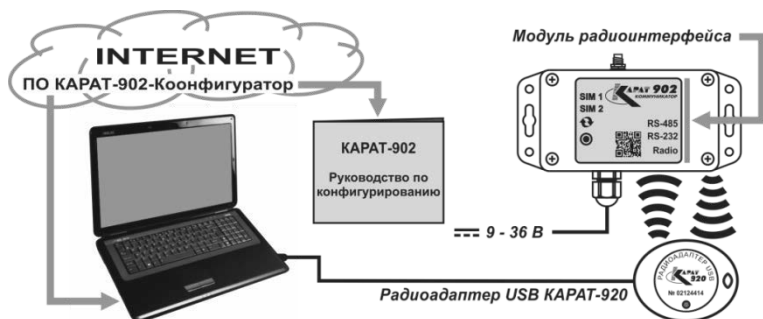 INTERNET
ПО КАРАТ-902-Коонфигуратор
КАРАТ-902
Руководство по
конфигурированию
Модуль радиоинтерфейса
КАРАТ 902
КОММУНИКАТОР
SIM 1
SIM 2
RS-485
RS-232
Radio
9 - 36 В
Радиоадаптер USB КАРАТ-920
РАДИОАДАПТЕР USB
КАРАТ
920
№ 02124414